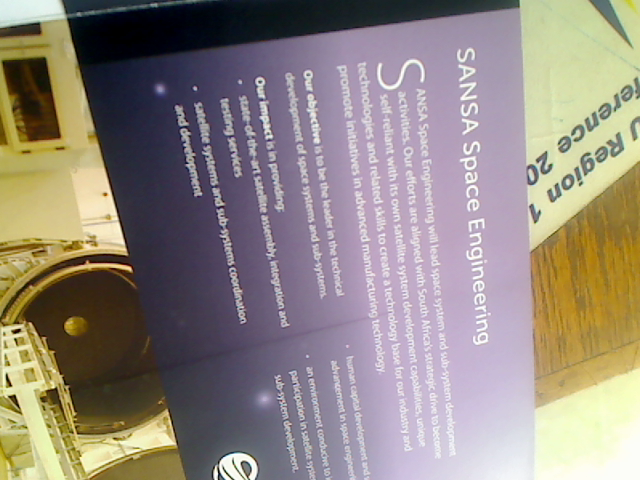 SANSA Space Engineering
SANSA Space Engineering will lead space system and sub-system development
activities. Our efforts are aligned with South Africa's strategic drive to become
self-reliant with its own satellite system development capabilities, unique
technologies and related skills to create a technology base for our industry and
promote initiatives in advanced manufacturing technology.
Our objective is to be the leader in the technical
development of space systems and sub-systems.
Our impact is in providing:
• state-of-the-art satellite assembly, integration and
testing services
• satellite systems and sub-systems coordination
and development
• human capital development and
advancement in space
• an environment conducive to
participation in satellite
sub-system development.
Region 1
ference 20